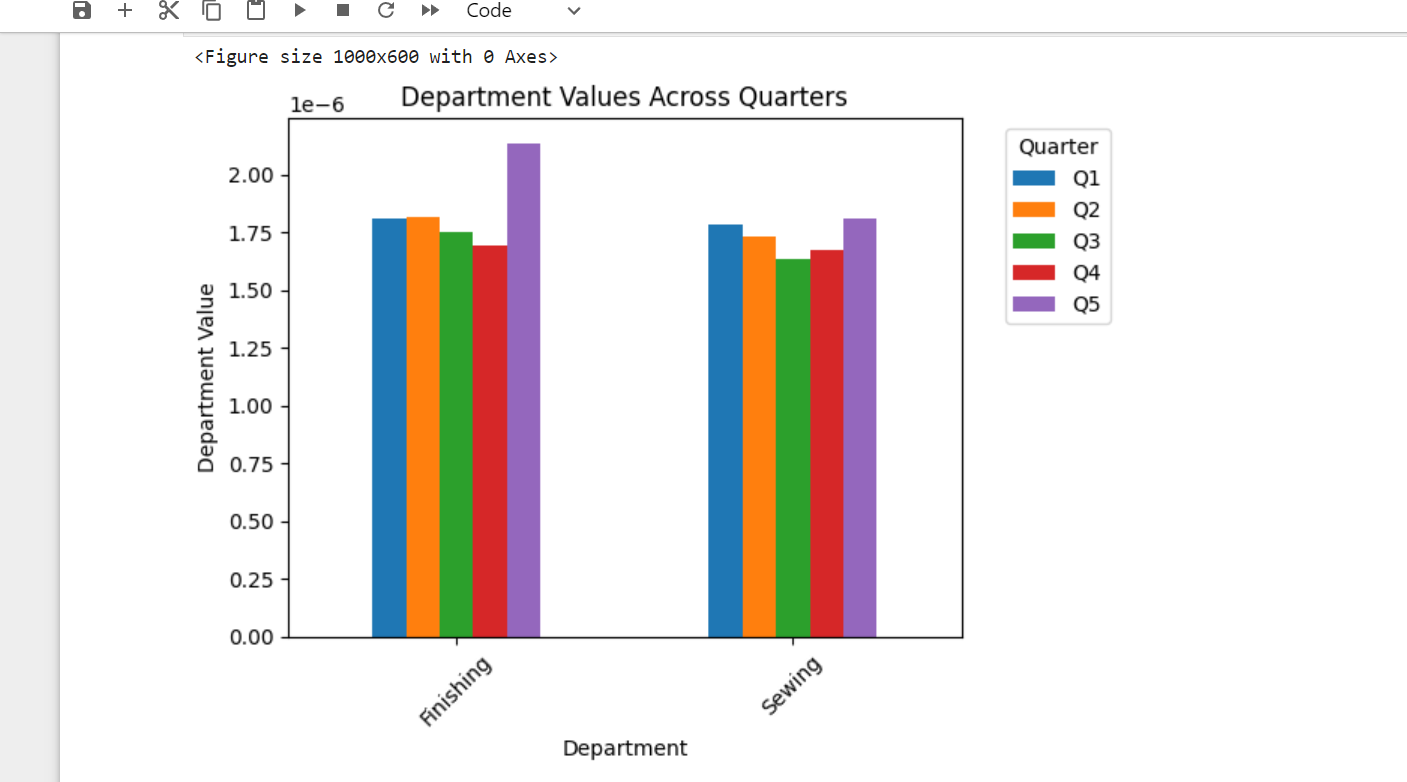 Code
<Figure size 1000x600 with 0 Axes>
1e−6
Department Values Across Quarters
Quarter
Q1
Q2
Q3
Q4
Q5
Department Value
2.00
1.75
1.50
1.25
1.00
0.75
0.50
0.25
0.00
Finishing
Sewing
Department